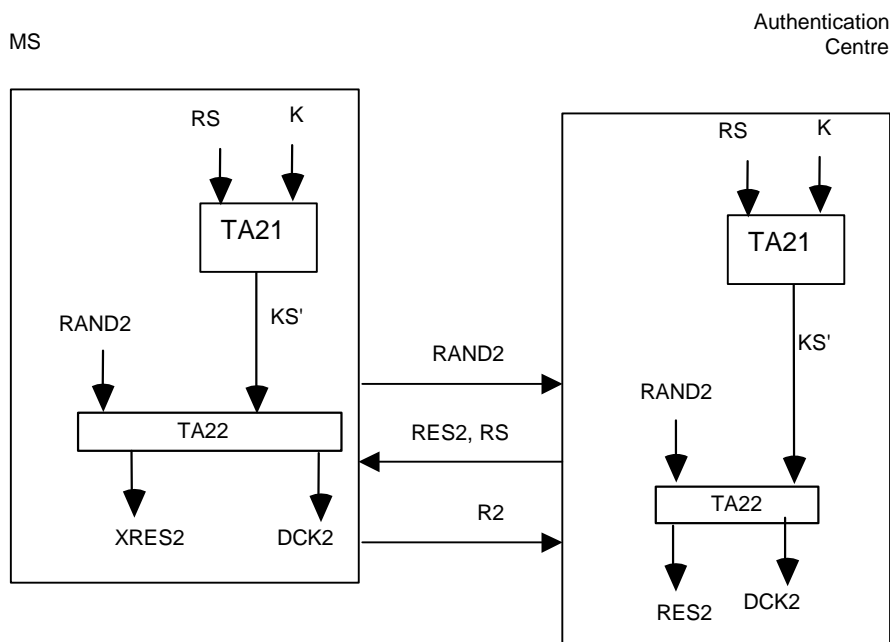 MS
Authentication
Centre
RS
K
TA21
KS'
RAND2
TA22
XRES2
DCK2
RAND2
RES2, RS
R2
RS
K
TA21
KS'
RAND2
TA22
RES2
DCK2